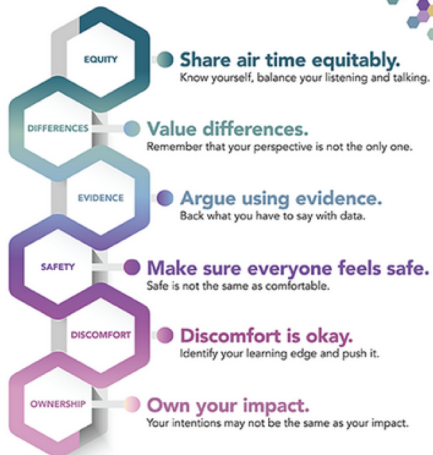 EQUITY
Share air time equitably.
Know yourself, balance your listening and talking.
DIFFERENCES
Value differences.
Remember that your perspective is not the only one.
EVIDENCE
Argue using evidence.
Back what you have to say with data.
SAFETY
Make sure everyone feels safe.
Safe is not the same as comfortable.
DISCOMFORT
Discomfort is okay.
Identify your learning edge and push it.
OWNERSHIP
Own your impact.
Your intentions may not be the same as your impact.